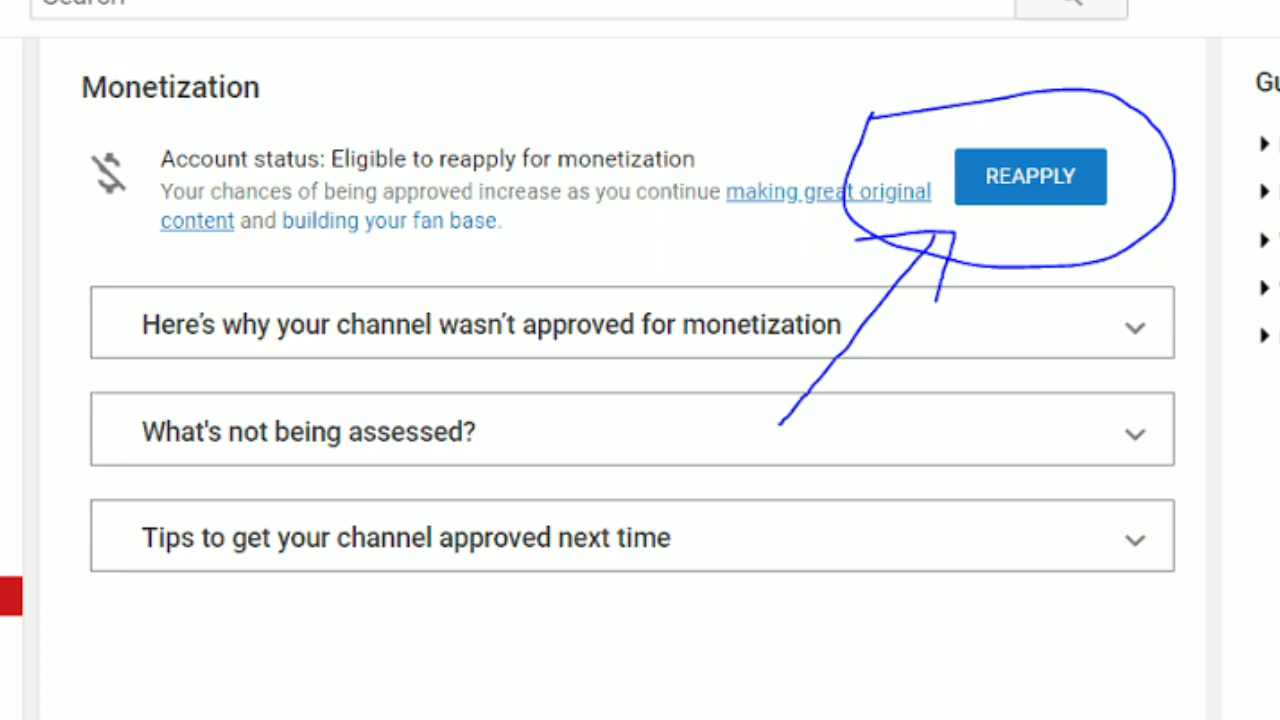 Monetization
Account status: Eligible to reapply for monetization
Your chances of being approved increase as you continue making great original
content and building your fan base.
REAPPLY
Here's why your channel wasn't approved for monetization
What's not being assessed?
Tips to get your channel approved next time